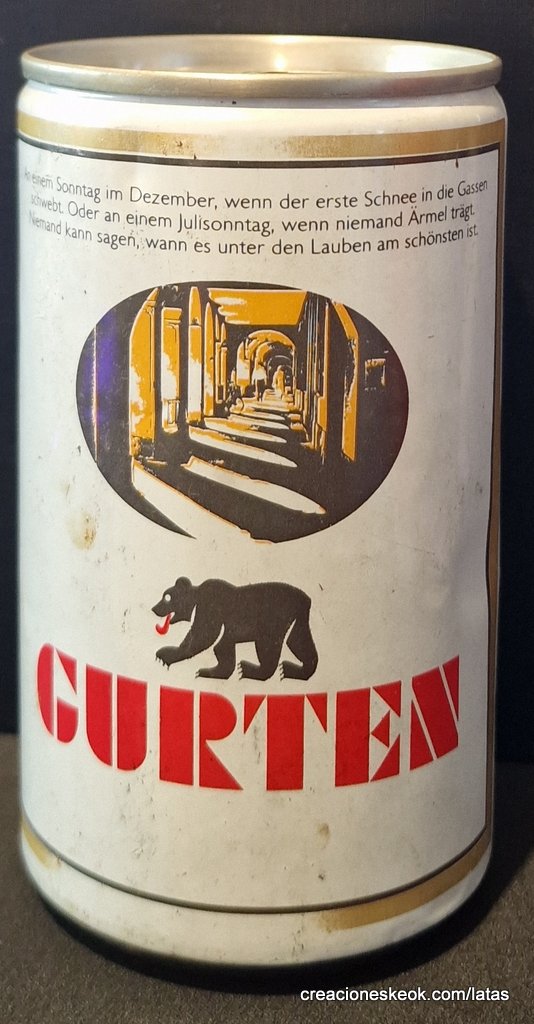 An einem Sonntag im Dezember, wenn der erste Schnee in die Gassen
schwebt. Oder an einem Julisonntag, wenn niemand Ärmel trägt.
Niemand kann sagen, wann es unter den Lauben am schönsten ist.
GURTEN
creacioneskeok.com/latas